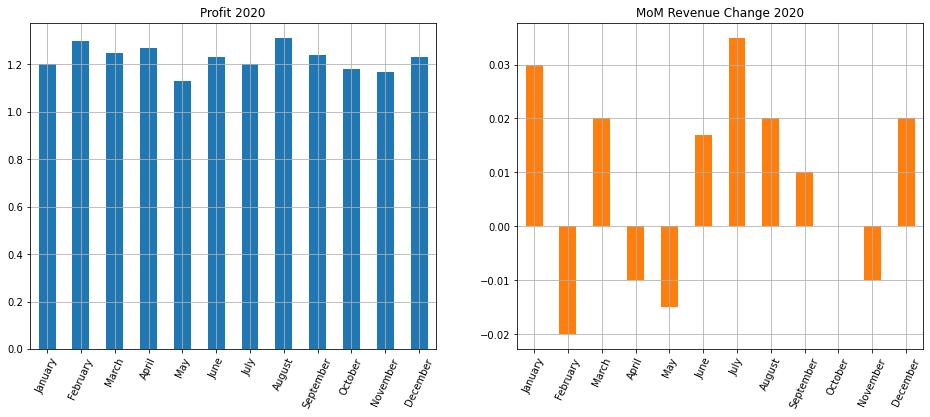 Profit 2020
1.2
1.0
0.8
0.6
0.4
0.2
0.0
January
February
March
April
May
June
July
August
September
October
November
December
MoM Revenue Change 2020
0.03
0.02
0.01
0.00
−0.01
−0.02
January
February
March
April
May
June
July
August
September
October
November
December